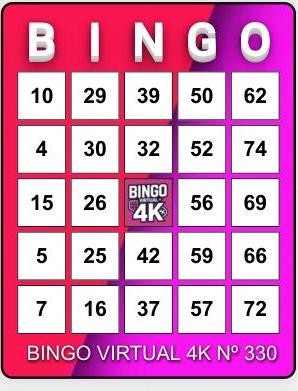 BINGO
10 29 39 50 62
4 30 32 52 74
15 26 BINGO VIRTUAL 4K 56 69
5 25 42 59 66
7 16 37 57 72
BINGO VIRTUAL 4K Nº 330